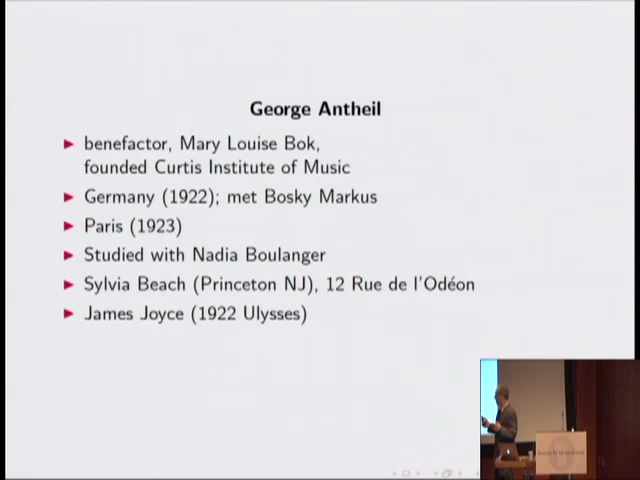 George Antheil
benefactor, Mary Louise Bok,
founded Curtis Institute of Music
Germany (1922); met Bosky Markus
Paris (1923)
Studied with Nadia Boulanger
Sylvia Beach (Princeton NJ), 12 Rue de l'Odéon
James Joyce (1922 Ulysses)